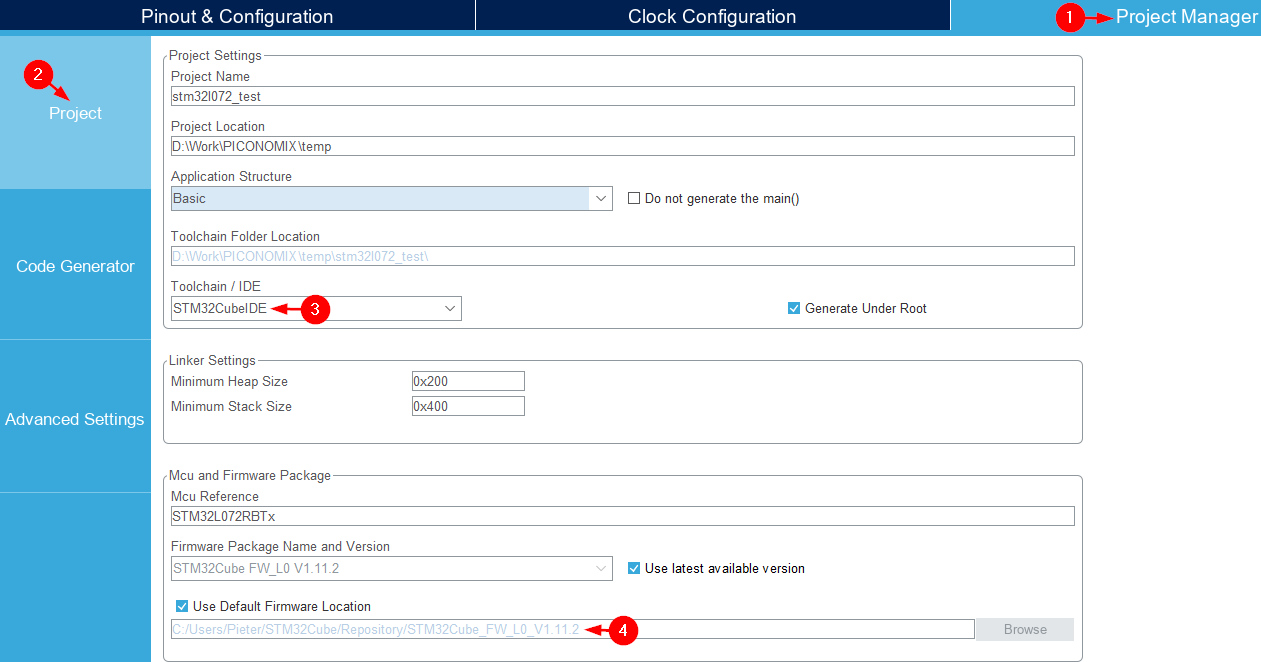 Pinout & Configuration
Clock Configuration
1
Project Manager
2
Project
Code Generator
Advanced Settings
Project Settings
Project Name
stm32l072_test
Project Location
D:\Work\PICONOMIX\temp
Application Structure
Basic
Do not generate the main()
Toolchain Folder Location
D:\Work\PICONOMIX\temp\stm32l072_test\
Toolchain / IDE
STM32CubeIDE
3
Generate Under Root
Linker Settings
Minimum Heap Size
0x200
Minimum Stack Size
0x400
Mcu and Firmware Package
Mcu Reference
STM32L072RBTx
Firmware Package Name and Version
STM32Cube FW_L0 V1.11.2
Use latest available version
Use Default Firmware Location
C:/Users/Pieter/STM32Cube/Repository/STM32Cube_FW_L0_V1.11.2
4
Browse